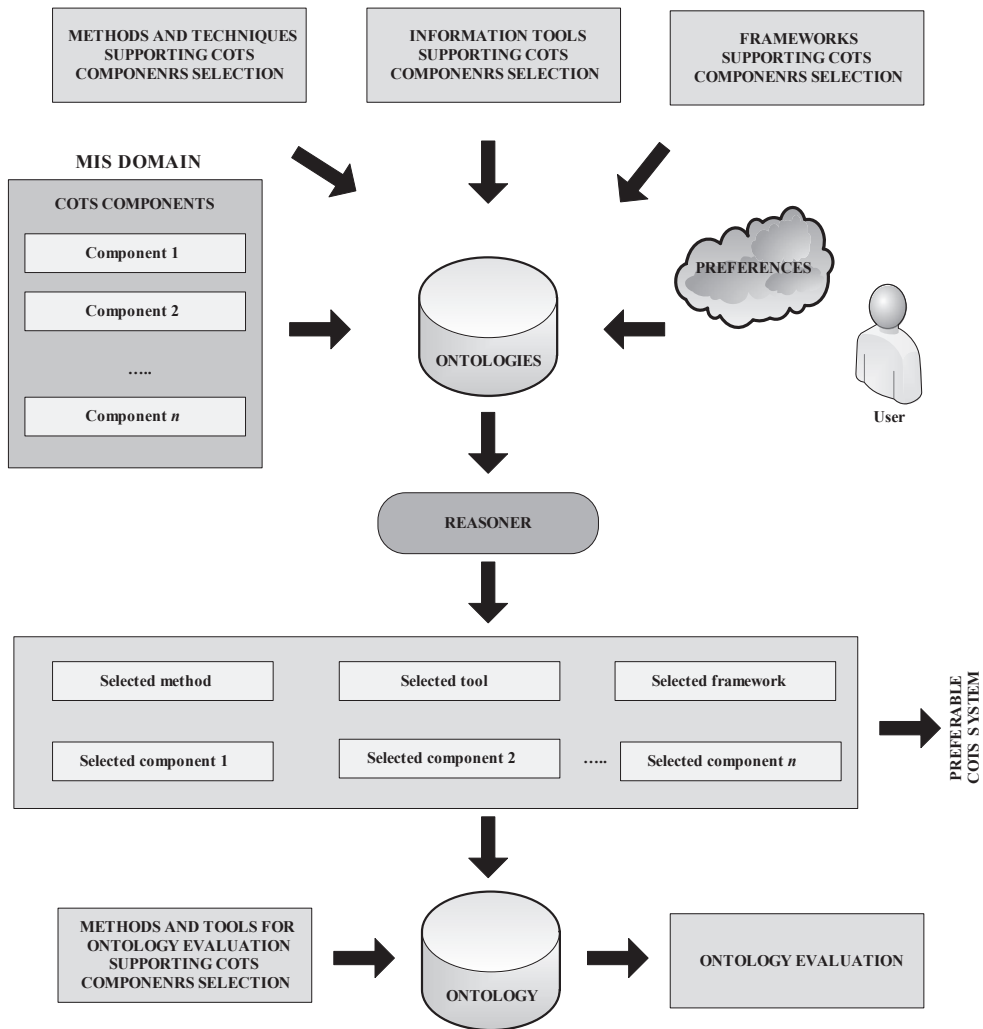 METHODS AND TECHNIQUES
SUPPORTING COTS
COMPONENRS SELECTION
INFORMATION TOOLS
SUPPORTING COTS
COMPONENRS SELECTION
FRAMEWORKS
SUPPORTING COTS
COMPONENRS SELECTION
MIS DOMAIN
COTS COMPONENTS
Component 1
Component 2
…..
Component n
PREFERENCES
ONTOLOGIES
User
REASONER
Selected method
Selected tool
Selected framework
Selected component 1
Selected component 2
…..
Selected component n
PREFERABLE
COTS SYSTEM
METHODS AND TOOLS FOR
ONTOLOGY EVALUATION
SUPPORTING COTS
COMPONENRS SELECTION
ONTOLOGY
ONTOLOGY EVALUATION